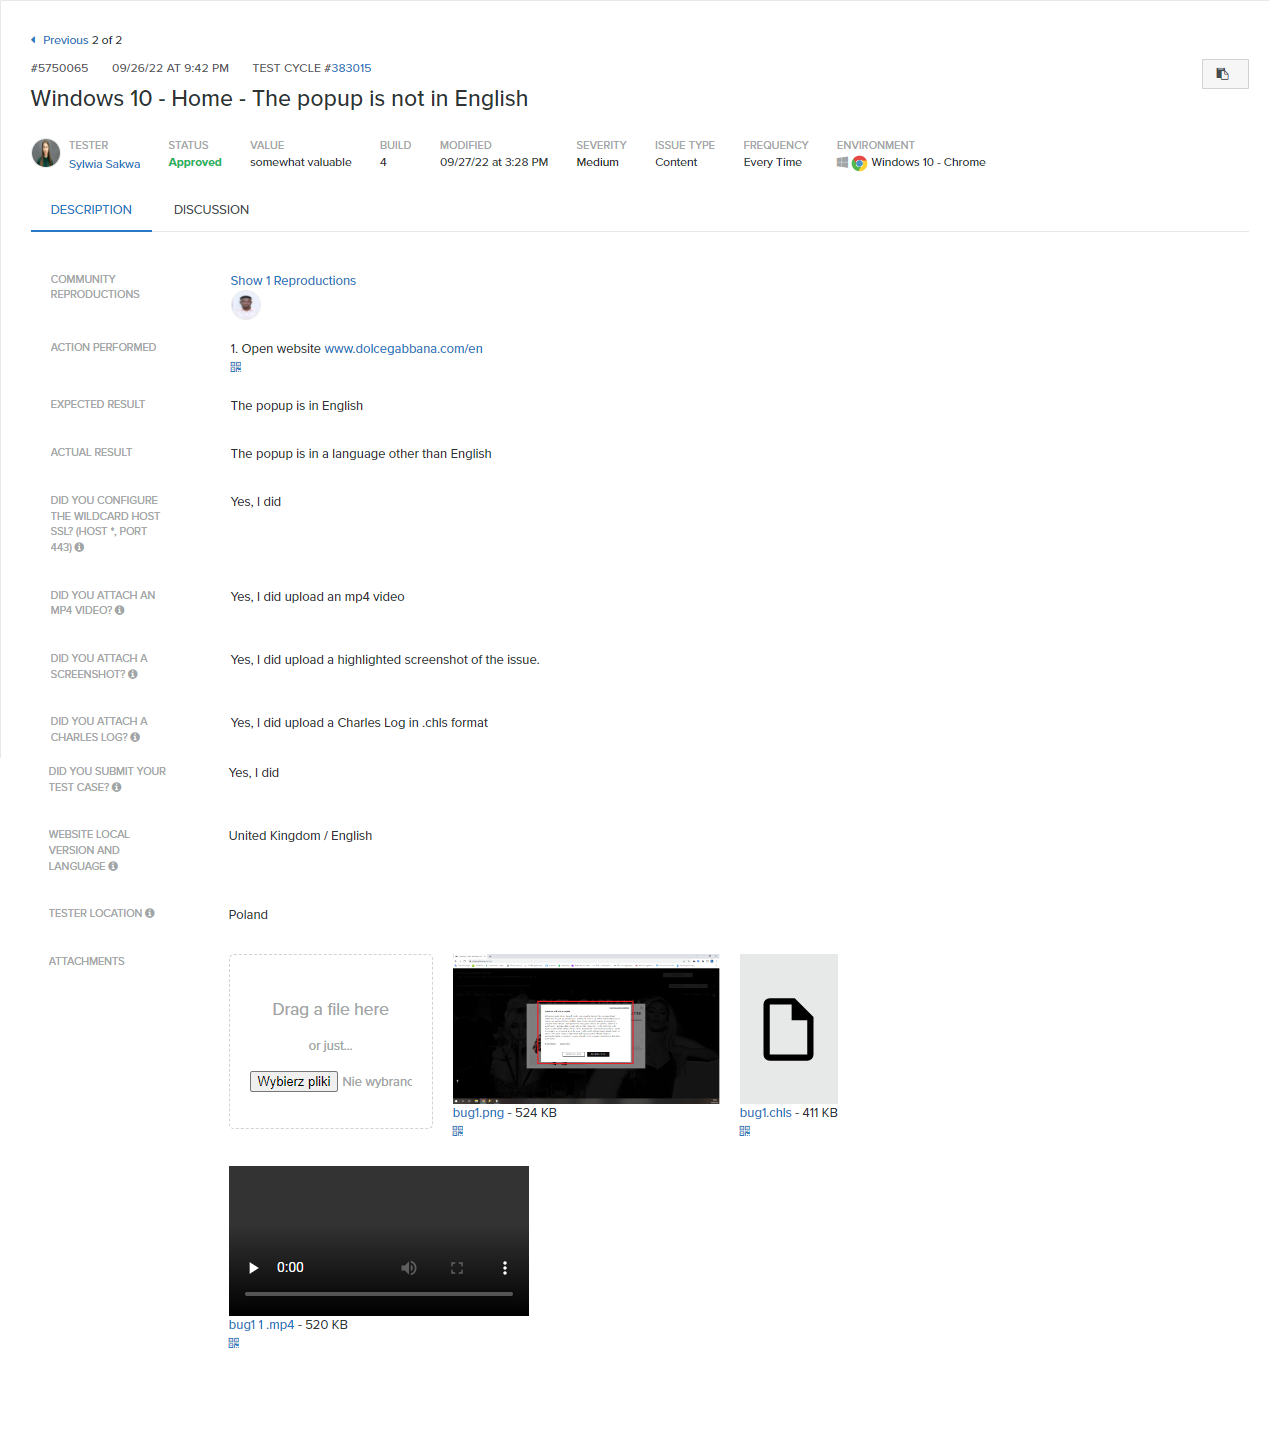 Previous 2 of 2
#5750065 09/26/22 AT 9:42 PM TEST CYCLE #383015
Windows 10 - Home - The popup is not in English
TESTER STATUS VALUE BUILD MODIFIED SEVERITY ISSUE TYPE FREQUENCY ENVIRONMENT
Sylwia Sakwa Approved somewhat valuable 4 09/27/22 at 3:28 PM Medium Content Every Time Windows 10 - Chrome
DESCRIPTION DISCUSSION
COMMUNITY
REPRODUCTIONS
Show 1 Reproductions
ACTION PERFORMED
1. Open website www.dolcegabbana.com/en
EXPECTED RESULT
The popup is in English
ACTUAL RESULT
The popup is in a language other than English
DID YOU CONFIGURE
THE WILDCARD HOST
SSL? (HOST *, PORT
443)
Yes, I did
DID YOU ATTACH AN
MP4 VIDEO?
Yes, I did upload an mp4 video
DID YOU ATTACH A
SCREENSHOT?
Yes, I did upload a highlighted screenshot of the issue.
DID YOU ATTACH A
CHARLES LOG?
Yes, I did upload a Charles Log in .chls format
DID YOU SUBMIT YOUR
TEST CASE?
Yes, I did
WEBSITE LOCAL
VERSION AND
LANGUAGE
United Kingdom / English
TESTER LOCATION
Poland
ATTACHMENTS
Drag a file here
or just...
Wybierz pliki Nie wybranc
bug1.png - 524 KB
bug1.chls - 411 KB
0:00
bug1 1 .mp4 - 520 KB